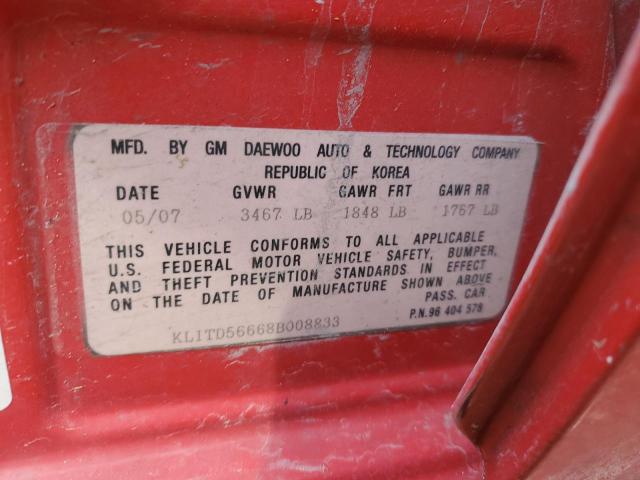 MFD. BY GM DAEWOO AUTO & TECHNOLOGY COMPANY
REPUBLIC OF KOREA
DATE GVWR GAWR FRT GAWR RR
05/07 3467 LB 1848 LB 1767 LB
THIS VEHICLE CONFORMS TO ALL APPLICABLE
U.S. FEDERAL MOTOR VEHICLE SAFETY, BUMPER,
AND THEFT PREVENTION STANDARDS IN EFFECT
ON THE DATE OF MANUFACTURE SHOWN ABOVE
PASS. CAR
KL1TD56668B008833 P.N.96 404 578